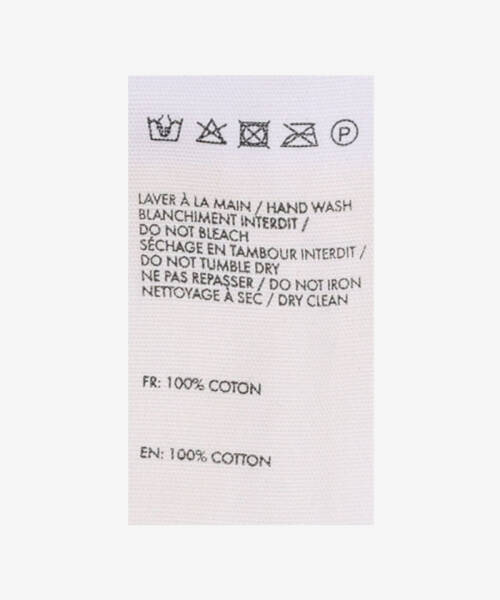 P
LAVER À LA MAIN / HAND WASH
BLANCHIMENT INTERDIT /
DO NOT BLEACH
SÉCHAGE EN TAMBOUR INTERDIT /
DO NOT TUMBLE DRY
NE PAS REPASSER / DO NOT IRON
NETTOYAGE À SEC / DRY CLEAN
FR: 100% COTON
EN: 100% COTTON